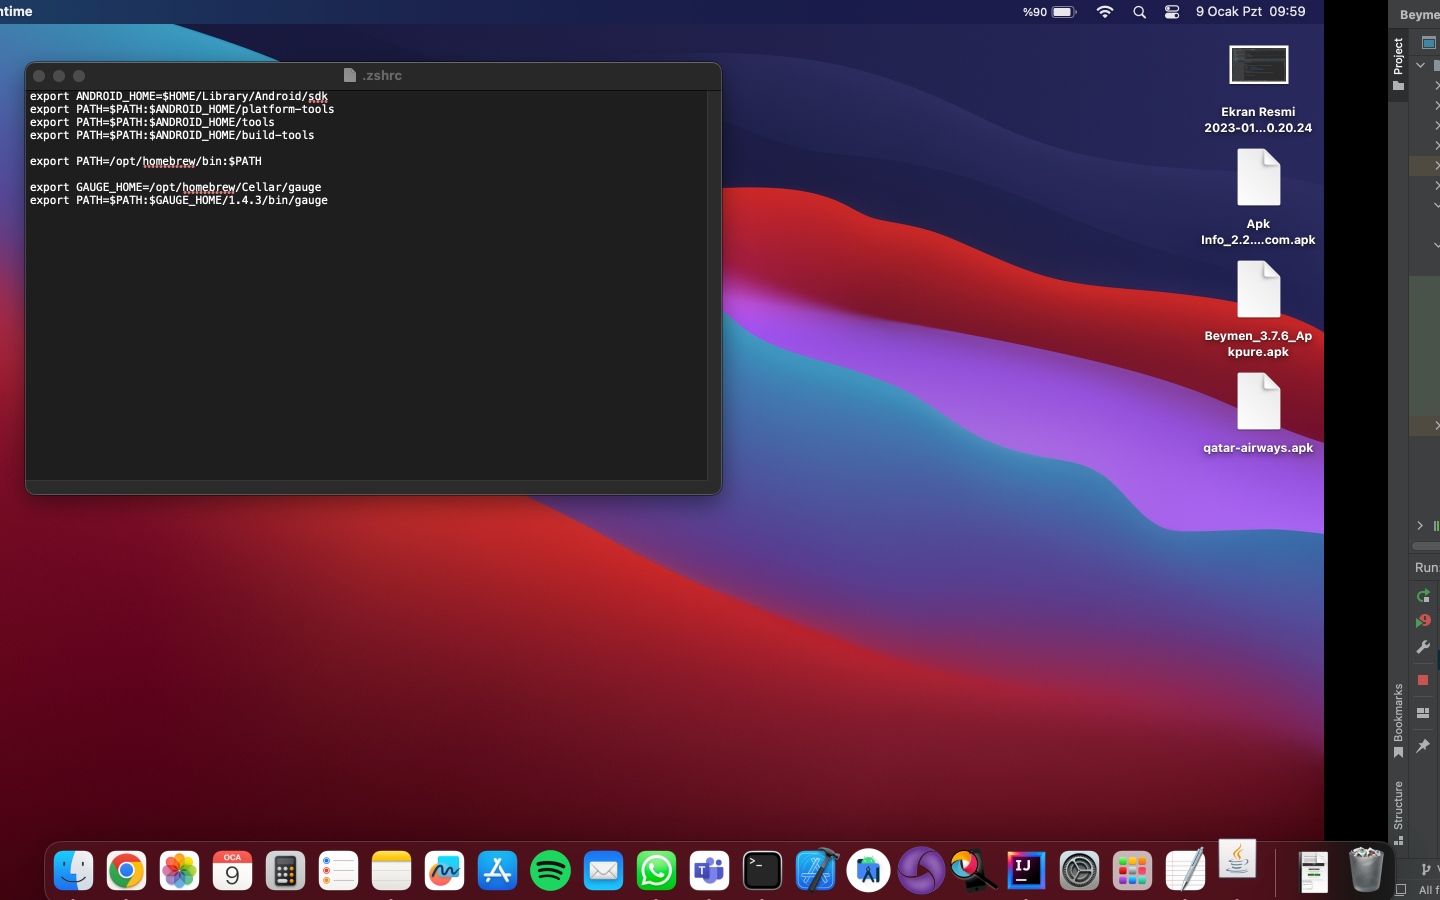 ntime
%90
9 Ocak Pzt 09:59
.zshrc
export ANDROID_HOME=$HOME/Library/Android/sdk
export PATH=$PATH:$ANDROID_HOME/platform-tools
export PATH=$PATH:$ANDROID_HOME/tools
export PATH=$PATH:$ANDROID_HOME/build-tools
export PATH=/opt/homebrew/bin:$PATH
export GAUGE_HOME=/opt/homebrew/Cellar/gauge
export PATH=$PATH:$GAUGE_HOME/1.4.3/bin/gauge
Ekran Resmi
2023-01...0.20.24
Apk
Info_2.2....com.apk
Beymen_3.7.6_Ap
kpure.apk
qatar-airways.apk
Beyme
Project
Run:
Bookmarks
Structure
All f
OCA
9
>_
IJ